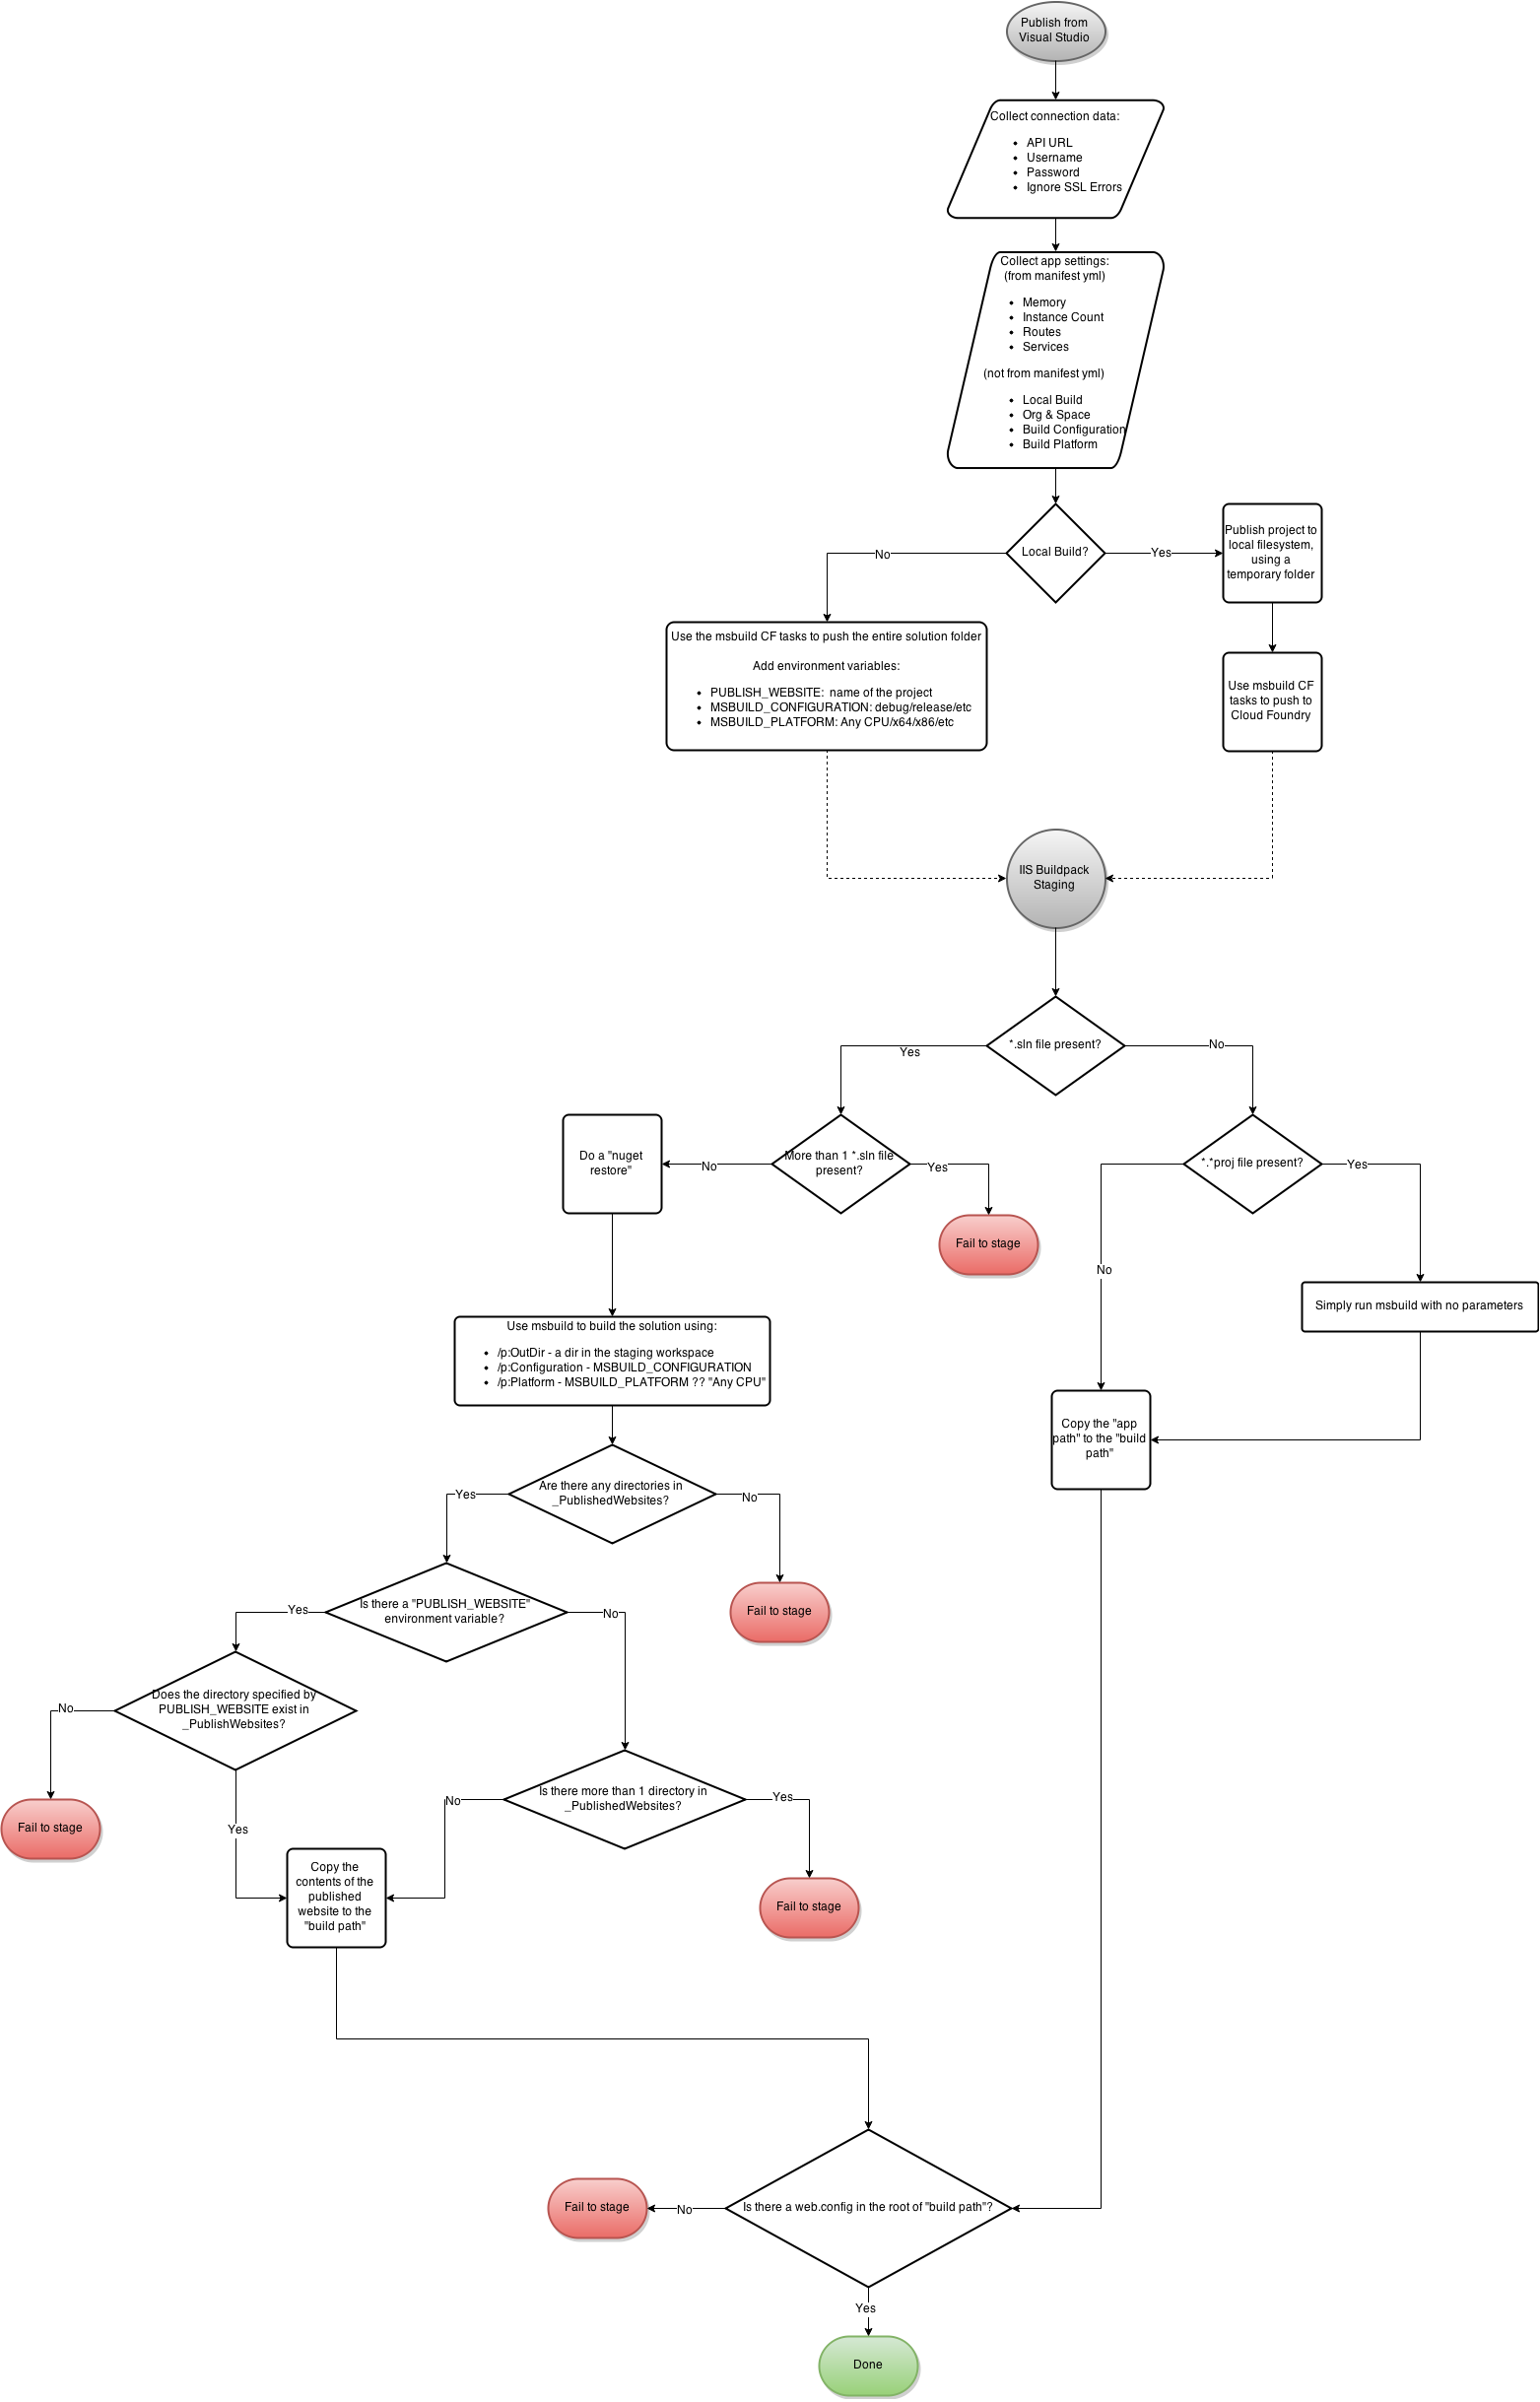 Publish from
Visual Studio
Collect connection data:
• API URL
• Username
• Password
• Ignore SSL Errors
Collect app settings:
(from manifest yml)
• Memory
• Instance Count
• Routes
• Services
(not from manifest yml)
• Local Build
• Org & Space
• Build Configuration
• Build Platform
Local Build?
No
Yes
Publish project to
local filesystem,
using a
temporary folder
Use the msbuild CF tasks to push the entire solution folder
Add environment variables:
• PUBLISH_WEBSITE: name of the project
• MSBUILD_CONFIGURATION: debug/release/etc
• MSBUILD_PLATFORM: Any CPU/x64/x86/etc
Use msbuild CF
tasks to push to
Cloud Foundry
IIS Buildpack
Staging
*.sln file present?
Yes
No
Do a "nuget
restore"
No
More than 1 *.sln file
present?
Yes
Fail to stage
*.*proj file present?
Yes
No
Simply run msbuild with no parameters
Use msbuild to build the solution using:
• /p:OutDir - a dir in the staging workspace
• /p:Configuration - MSBUILD_CONFIGURATION
• /p:Platform - MSBUILD_PLATFORM ?? "Any CPU"
Copy the "app
path" to the "build
path"
Are there any directories in
_PublishedWebsites?
Yes
No
Fail to stage
Is there a "PUBLISH_WEBSITE"
environment variable?
Yes
No
Does the directory specified by
PUBLISH_WEBSITE exist in
_PublishWebsites?
No
Fail to stage
Yes
Is there more than 1 directory in
_PublishedWebsites?
No
Yes
Fail to stage
Copy the
contents of the
published
website to the
"build path"
Is there a web.config in the root of "build path"?
No
Fail to stage
Yes
Done